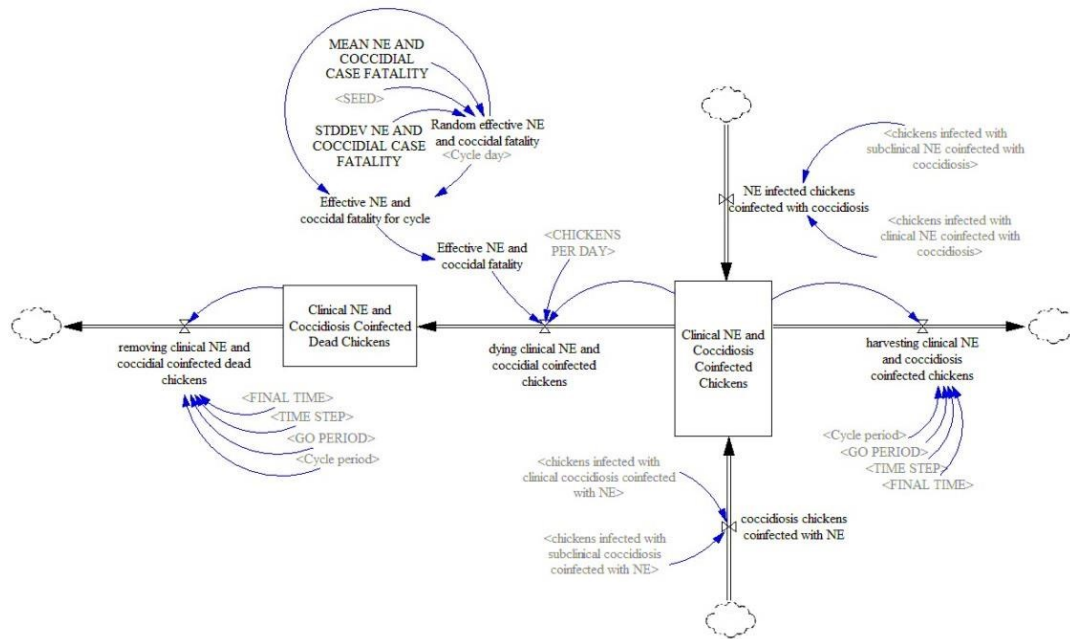 MEAN NE AND
COCCIDIAL
CASE FATALITY
<SEED>
STDDEV NE AND
COCCIDIAL CASE
FATALITY
Random effective NE
and coccidal fatality
<Cycle day>
Effective NE and
coccidal fatality for cycle
Effective NE and
coccidal fatality
<CHICKENS
PER DAY>
<chickens infected with
subclinical NE coinfected with
coccidiosis>
NE infected chickens
coinfected with coccidiosis
<chickens infected with
clinical NE coinfected with
coccidiosis>
Clinical NE and
Coccidiosis Coinfected
Dead Chickens
Clinical NE and
Coccidiosis
Coinfected
Chickens
removing clinical NE and
coccidial coinfected dead
chickens
dying clinical NE and
coccidial coinfected
chickens
harvesting clinical NE
and coccidiosis
coinfected chickens
<FINAL TIME>
<TIME STEP>
<GO PERIOD>
<Cycle period>
<Cycle period>
<GO PERIOD>
<TIME STEP>
<FINAL TIME>
<chickens infected with
clinical coccidiosis coinfected
with NE>
coccidiosis chickens
coinfected with NE
<chickens infected with
subclinical coccidiosis
coinfected with NE>